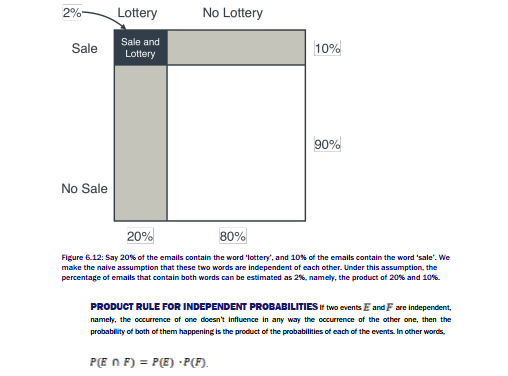 2% Lottery No Lottery
Sale
Sale and
Lottery
10%
90%
No Sale
20% 80%
Figure 6.12: Say 20% of the emails contain the word ‘lottery’, and 10% of the emails contain the word ‘sale’. We
make the naive assumption that these two words are independent of each other. Under this assumption, the
percentage of emails that contain both words can be estimated as 2%, namely, the product of 20% and 10%.
PRODUCT RULE FOR INDEPENDENT PROBABILITIES If two events E and F are independent,
namely, the occurrence of one doesn’t influence in any way the occurrence of the other one, then the
probability of both of them happening is the product of the probabilities of each of the events. In other words,
P(E ∩ F) = P(E) ·P(F).